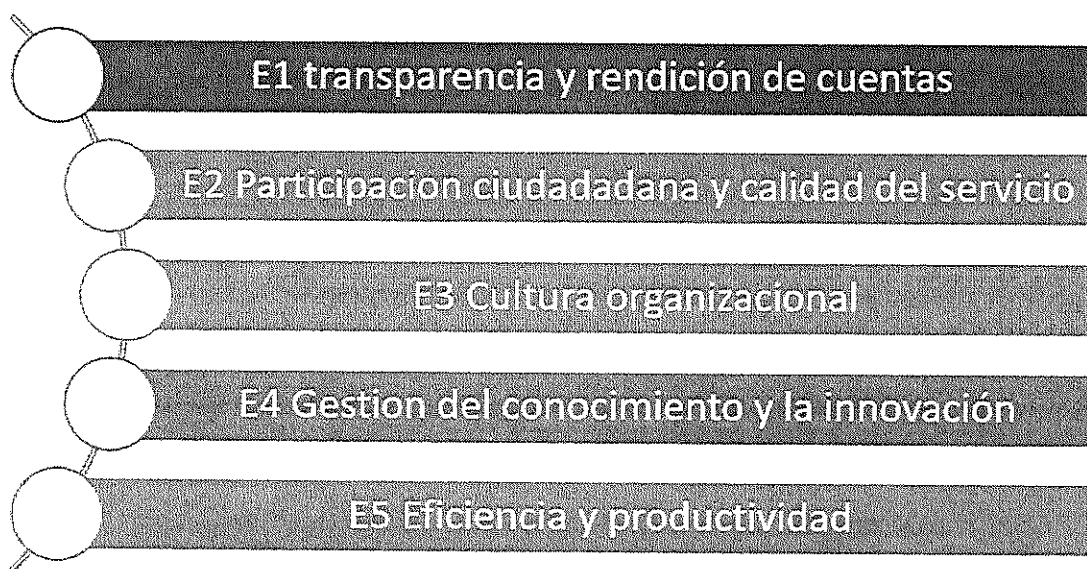 E1 transparencia y rendición de cuentas
E2 Participacion ciudadadana y calidad del servicio
E3 Cultura organizacional
E4 Gestion del conocimiento y la innovación
E5 Eficiencia y productividad